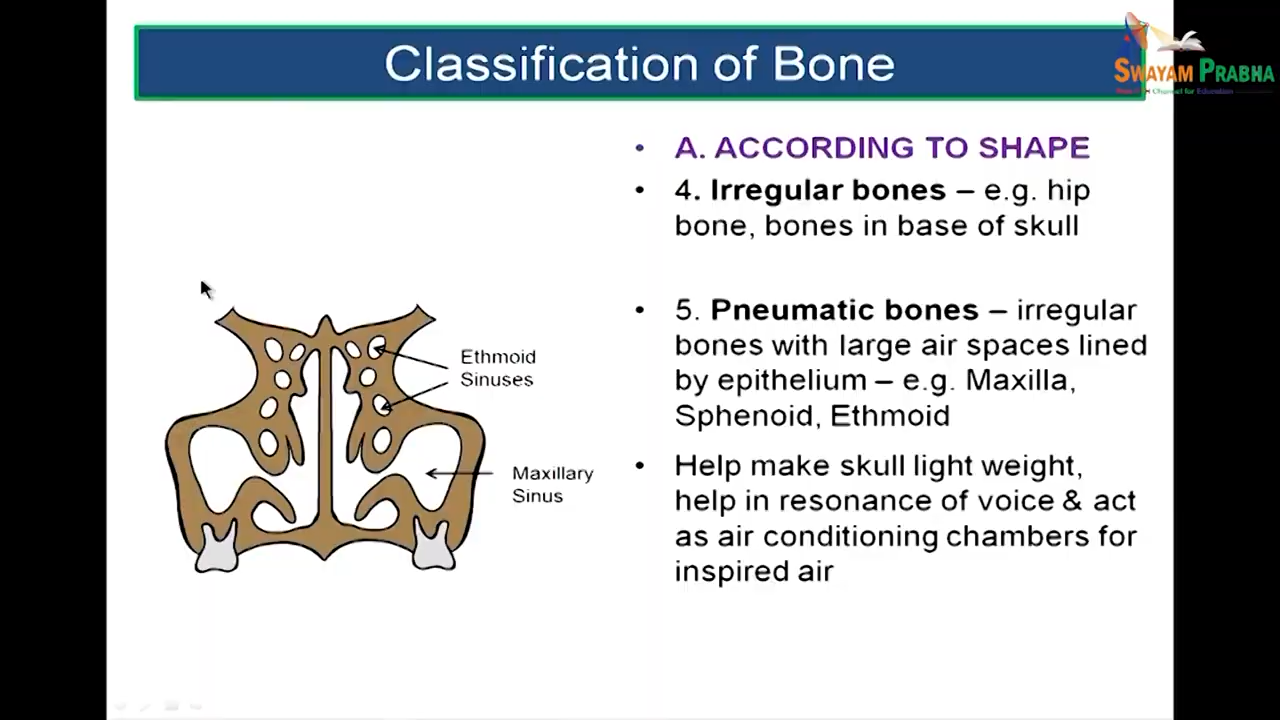 Classification of Bone
SWAYAM PRABHA
• A. ACCORDING TO SHAPE
• 4. Irregular bones – e.g. hip
bone, bones in base of skull
• 5. Pneumatic bones – irregular
bones with large air spaces lined
by epithelium – e.g. Maxilla,
Sphenoid, Ethmoid
• Help make skull light weight,
help in resonance of voice & act
as air conditioning chambers for
inspired air
Ethmoid
Sinuses
Maxillary
Sinus